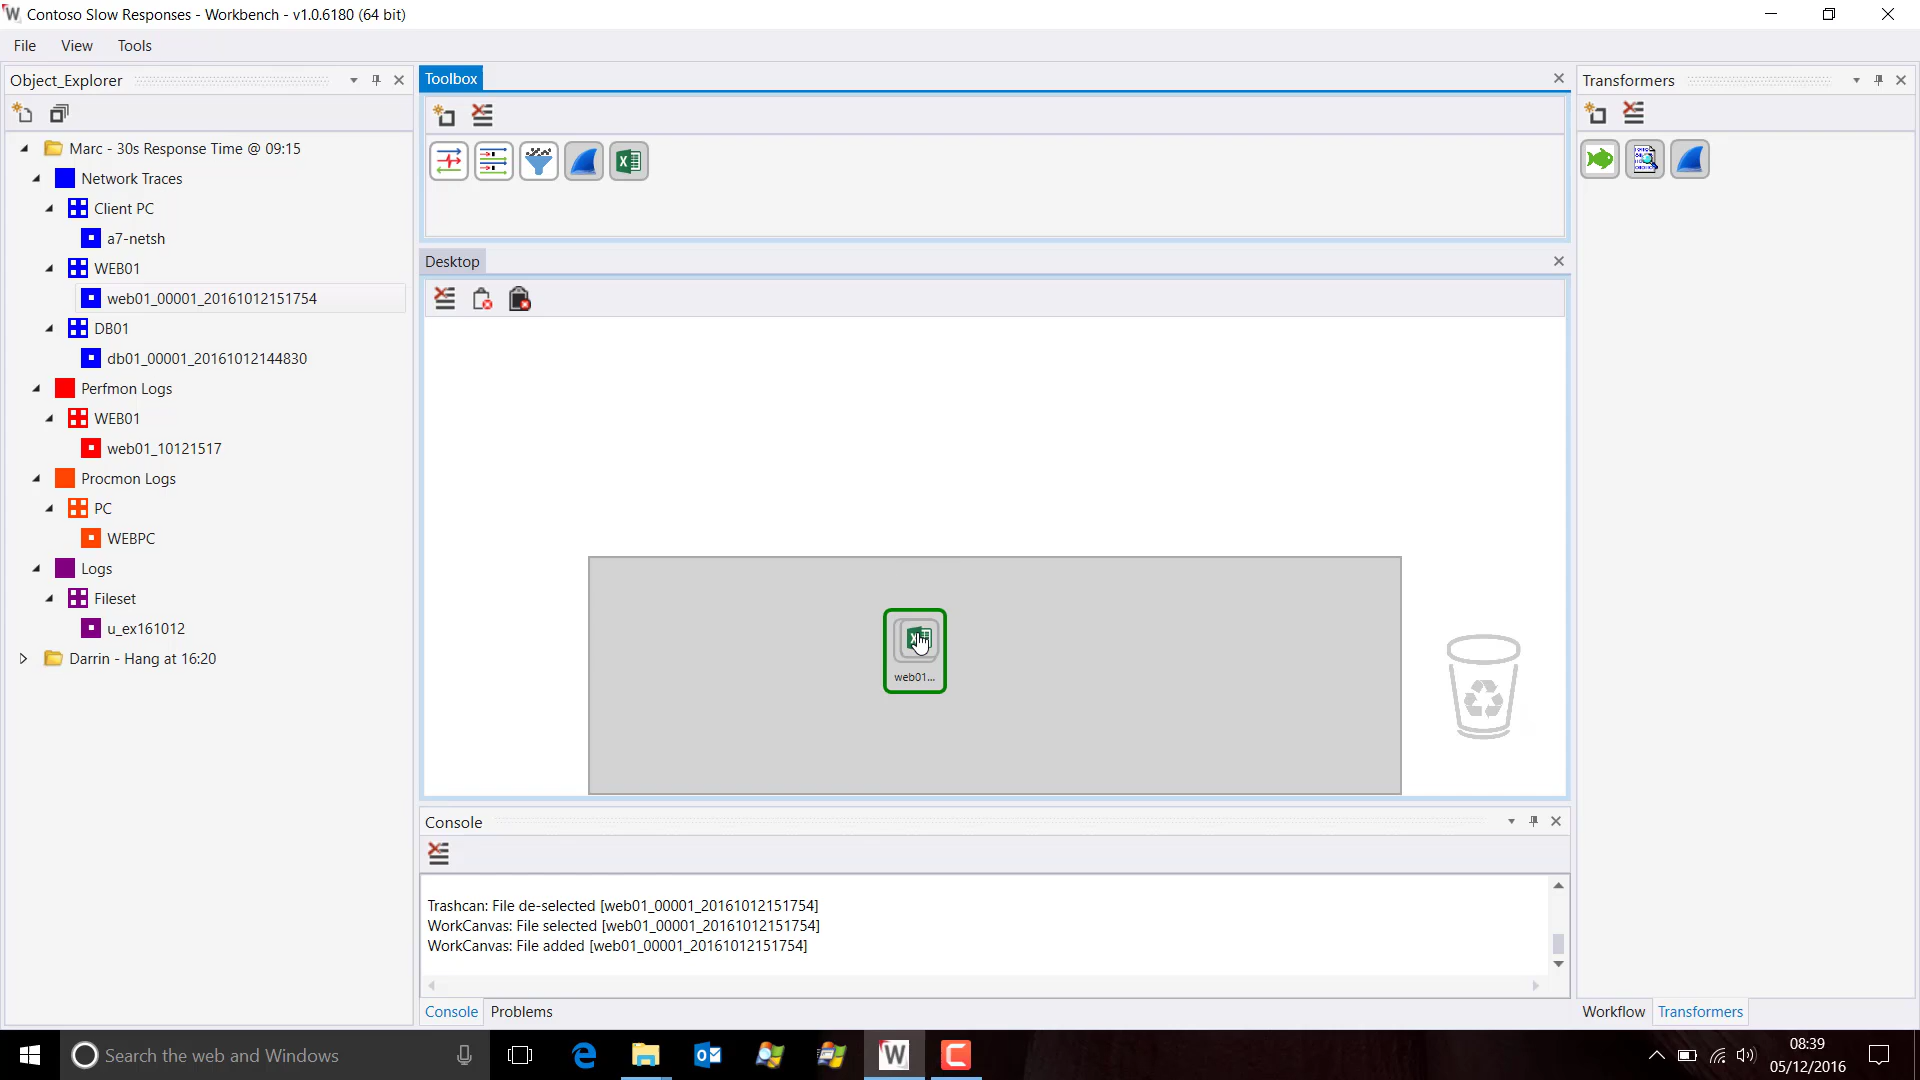 Contoso Slow Responses - Workbench - v1.0.6180 (64 bit)
File View Tools
Object_Explorer
Marc - 30s Response Time @ 09:15
Network Traces
Client PC
a7-netsh
WEB01
web01_00001_20161012151754
DB01
db01_00001_20161012144830
Perfmon Logs
WEB01
web01_10121517
Procmon Logs
PC
WEBPC
Logs
Fileset
u_ex161012
Darrin - Hang at 16:20
Toolbox
Desktop
web01...
Console
Trashcan: File de-selected [web01_00001_20161012151754]
WorkCanvas: File selected [web01_00001_20161012151754]
WorkCanvas: File added [web01_00001_20161012151754]
Console Problems
Transformers
Workflow Transformers
Search the web and Windows
08:39
05/12/2016